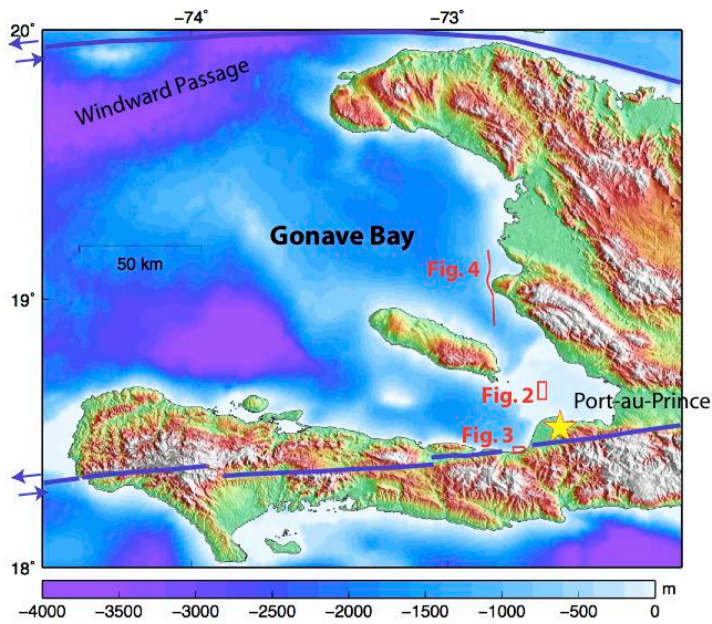 −74° −73°
20°
Windward Passage
Gonave Bay
50 km
Fig. 4
19°
Fig. 2
Port-au-Prince
Fig. 3
18°
m
−4000 −3500 −3000 −2500 −2000 −1500 −1000 −500 0